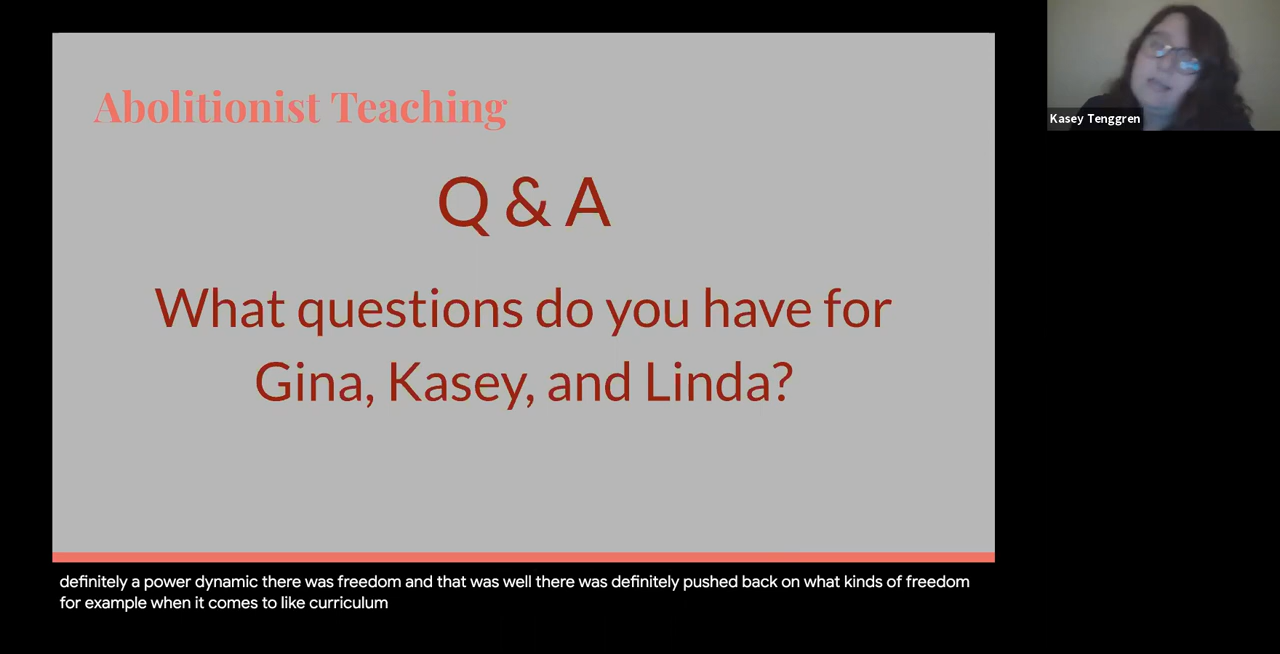 Abolitionist Teaching
Q & A
What questions do you have for
Gina, Kasey, and Linda?
Kasey Tenggren
definitely a power dynamic there was freedom and that was well there was definitely pushed back on what kinds of freedom
for example when it comes to like curriculum